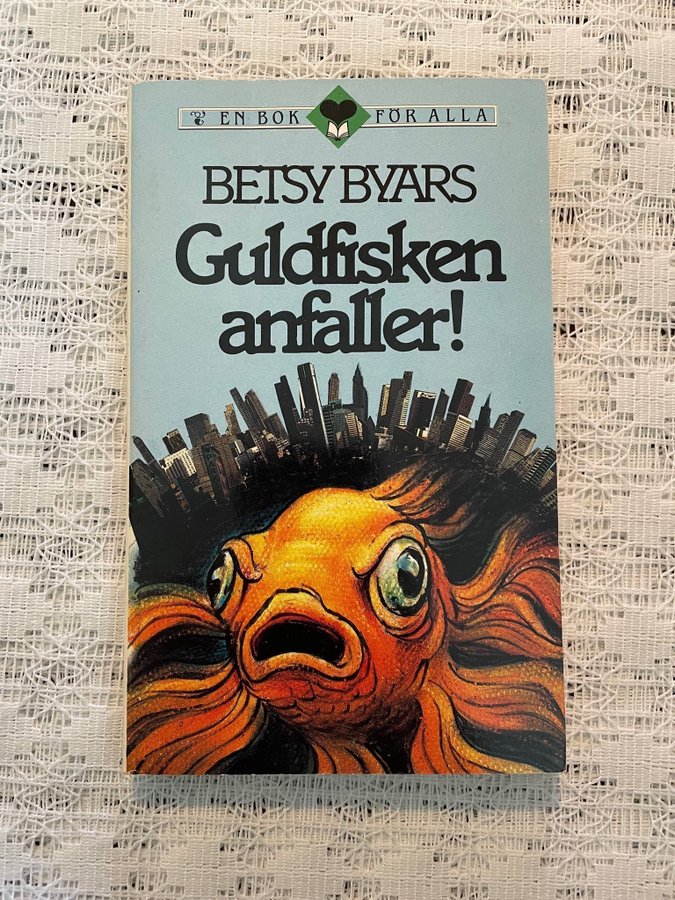 EN BOK FÖR ALLA
BETSY BYARS
Guldfisken
anfaller!